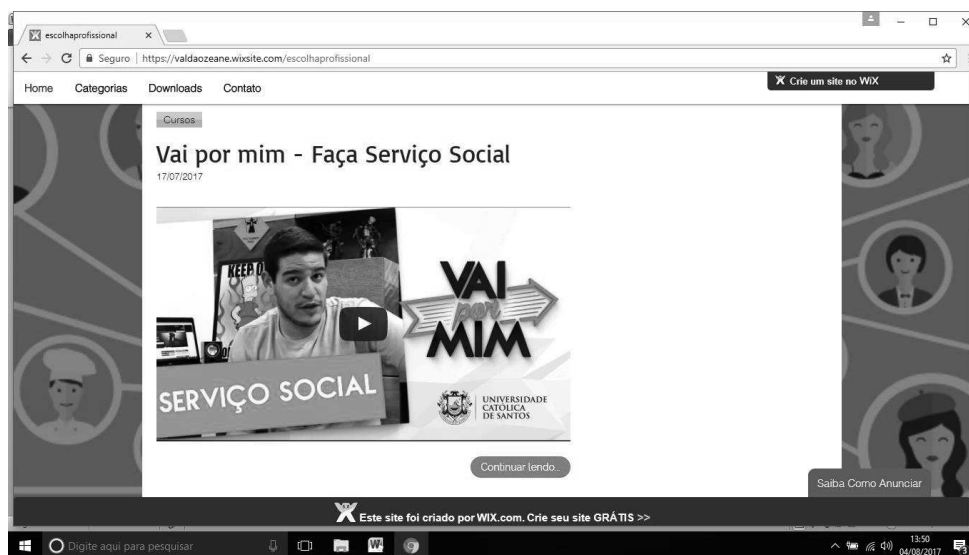 escolhaprofissional
Seguro
https://valdaozeane.wixsite.com/escolhaprofissional
Home Categorias Downloads Contato
WiX Crie um site no WiX
Cursos
Vai por mim - Faça Serviço Social
17/07/2017
KEEP O
VAI
por
MIM
SERVIÇO SOCIAL
UNIVERSIDADE
CATÓLICA
DE SANTOS
Continuar lendo...
Saiba Como Anunciar
WiX Este site foi criado por WIX.com. Crie seu site GRÁTIS >>
Digite aqui para pesquisar
13:50
04/08/2017